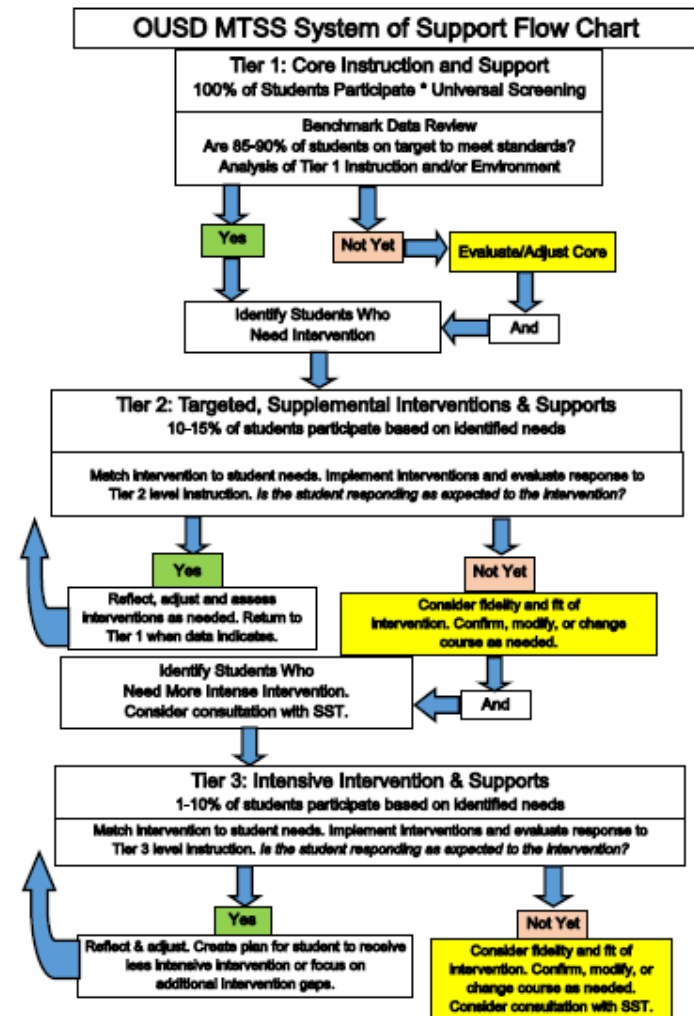 OUSD MTSS System of Support Flow Chart
Tier 1: Core Instruction and Support
100% of Students Participate * Universal Screening
Benchmark Data Review
Are 85-90% of students on target to meet standards?
Analysis of Tier 1 Instruction and/or Environment
Yes
Not Yet
Evaluate/Adjust Core
Identify Students Who
Need Intervention
And
Tier 2: Targeted, Supplemental Interventions & Supports
10-15% of students participate based on identified needs
Match intervention to student needs. Implement interventions and evaluate response to
Tier 2 level instruction. Is the student responding as expected to the intervention?
Yes
Not Yet
Reflect, adjust and assess
interventions as needed. Return to
Tier 1 when data indicates.
Consider fidelity and fit of
intervention. Confirm, modify, or change
course as needed.
Identify Students Who
Need More Intense Intervention.
Consider consultation with SST.
And
Tier 3: Intensive Intervention & Supports
1-10% of students participate based on identified needs
Match intervention to student needs. Implement interventions and evaluate response to
Tier 3 level instruction. Is the student responding as expected to the intervention?
Yes
Not Yet
Reflect & adjust. Create plan for student to receive
less intensive intervention or focus on
additional intervention gaps.
Consider fidelity and fit of
intervention. Confirm, modify, or
change course as needed.
Consider consultation with SST.